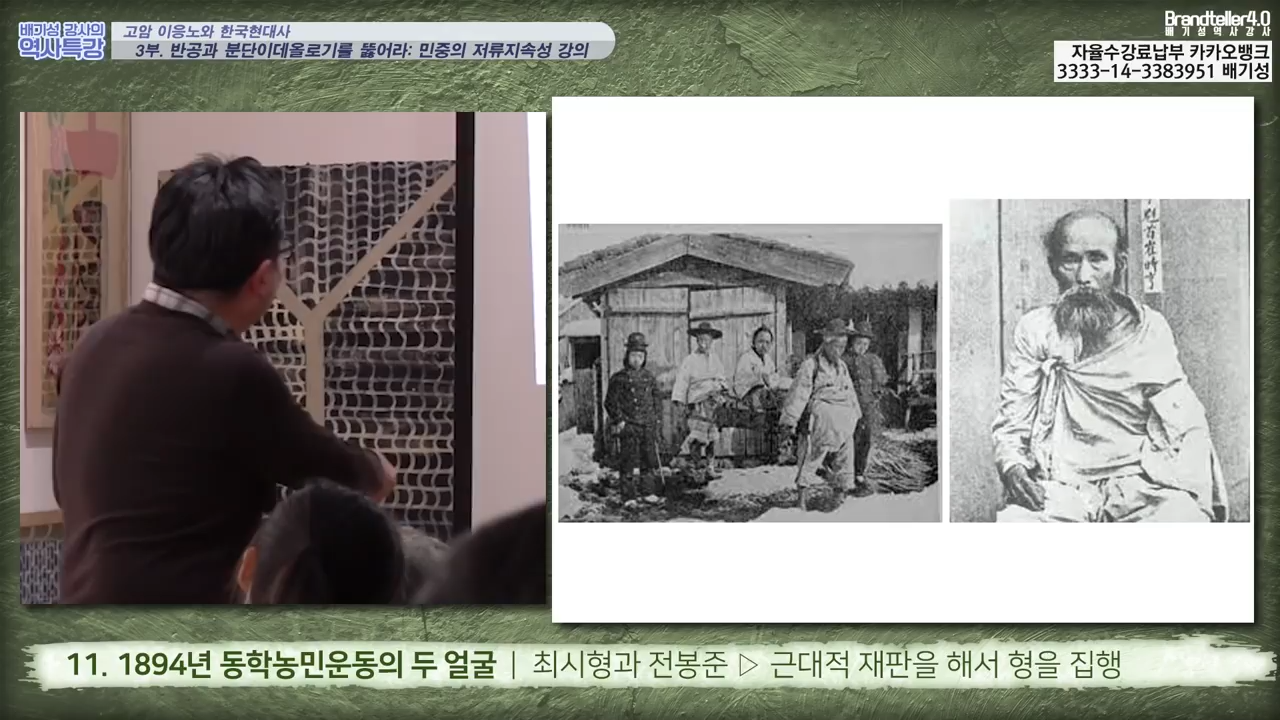 배기성 강사의
역사특강
고암 이응노와 한국현대사
3부. 반공과 분단이데올로기를 뚫어라: 민중의 저류지속성 강의
Brandteller4.0
배기성역사강사
자율수강료납부 카카오뱅크
3333-14-3383951 배기성
11. 1894년 동학농민운동의 두 얼굴 | 최시형과 전봉준 ▷ 근대적 재판을 해서 형을 집행